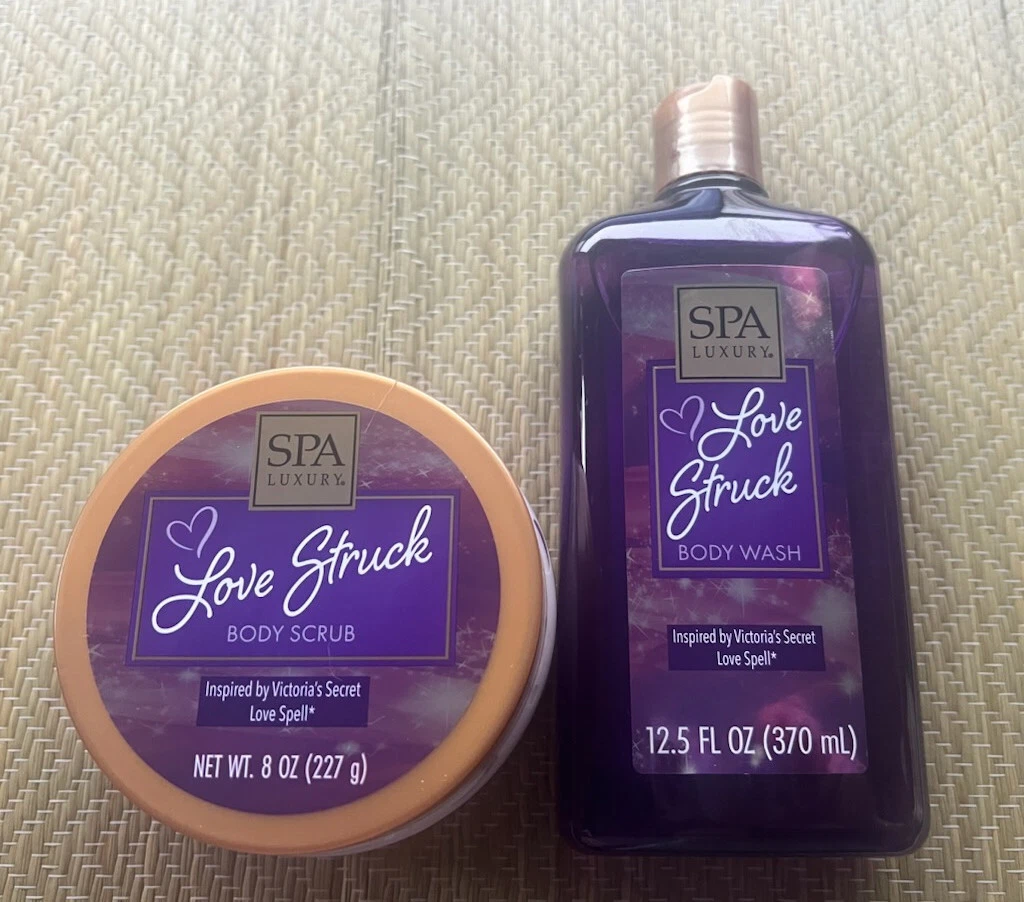 SPA
LUXURY®
Love Struck
BODY SCRUB
Inspired by Victoria's Secret
Love Spell*
NET WT. 8 OZ (227 g)
SPA
LUXURY®
Love
Struck
BODY WASH
Inspired by Victoria's Secret
Love Spell*
12.5 FL OZ (370 mL)